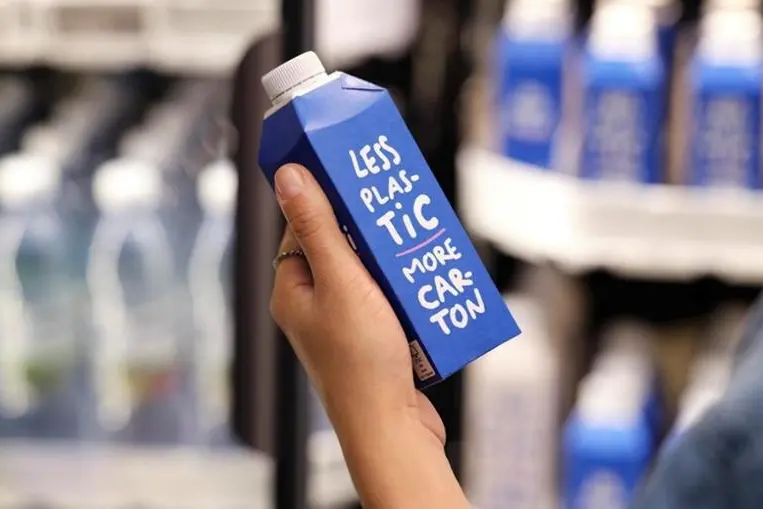 LESS
PLAS-
TiC
MORE
CAR-
TON